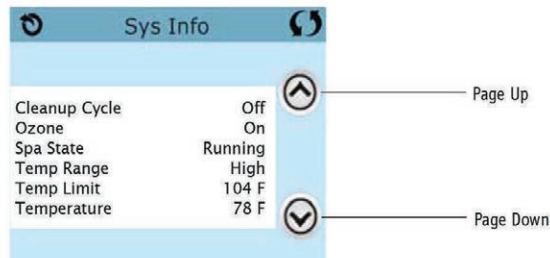 Sys Info
Cleanup Cycle Off
Ozone On
Spa State Running
Temp Range High
Temp Limit 104 F
Temperature 78 F
Page Up
Page Down